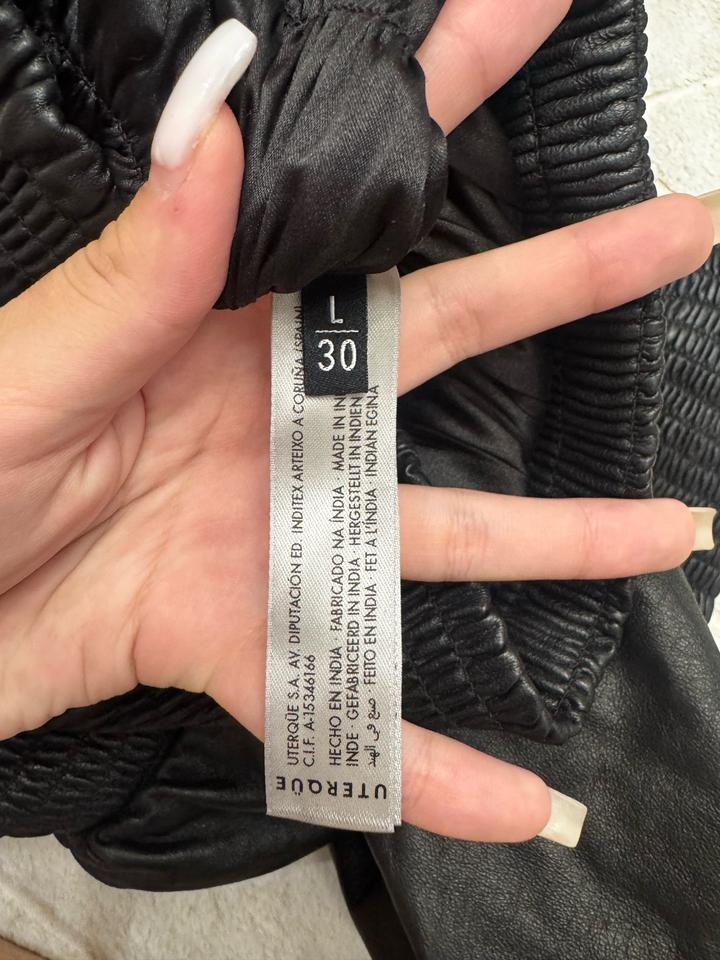 L
30
UTERQÜE S.A. AV. DIPUTACIÓN ED. INDITEX ARTEIXO A CORUÑA (SPAIN)
C.I.F. A-15346166
HECHO EN INDIA · FABRICADO NA ÍNDIA · MADE IN
INDE · GEFABRICEERD IN INDIA · HERGESTELLT IN INDIEN
صنع في الهند · FEITO EN INDIA · FET A L'ÍNDIA · INDIAN EGINA
UTERQÜE